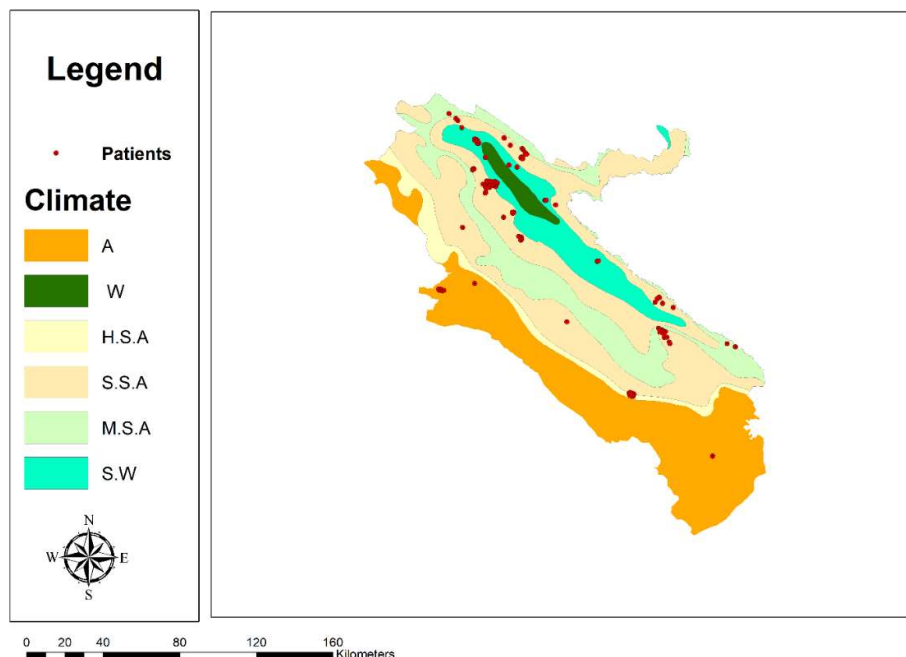 Legend
Patients
Climate
A
W
H.S.A
S.S.A
M.S.A
S.W
N
W E
S
0 20 40 80 120 160
Kilometers